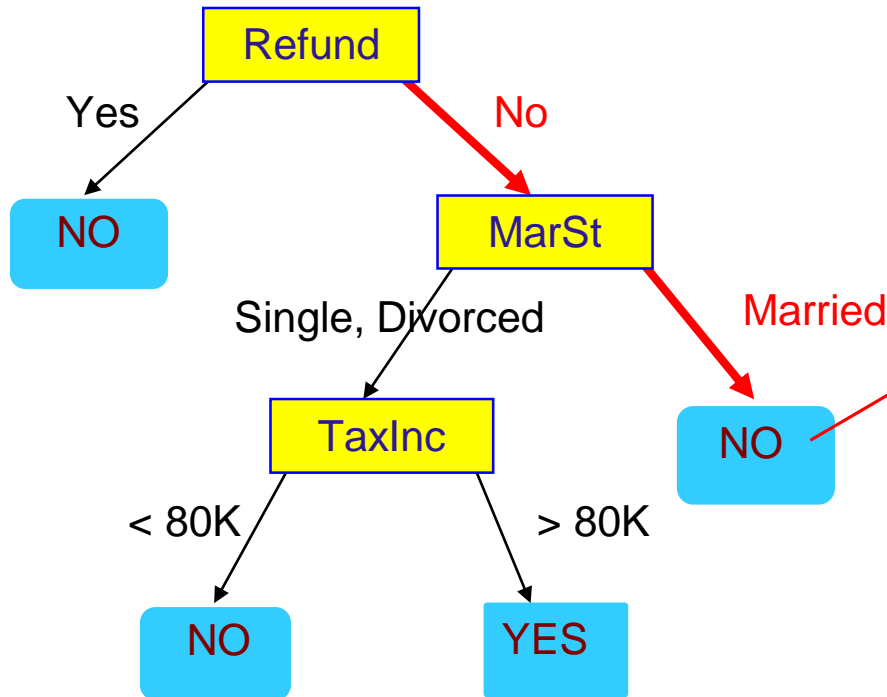 Refund
Yes
No
NO
MarSt
Single, Divorced
Married
TaxInc
NO
< 80K
> 80K
NO
YES